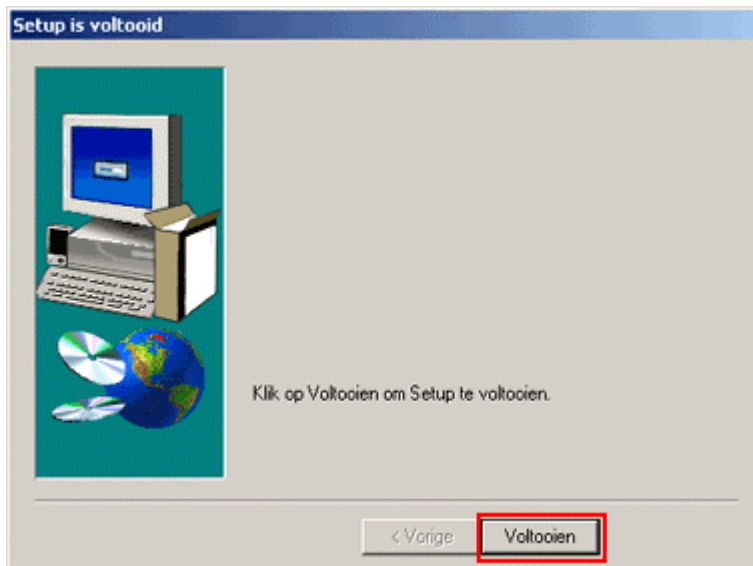 Setup is voltooid
Klik op Voltooien om Setup te voltooien.
< Vorige
Voltooien